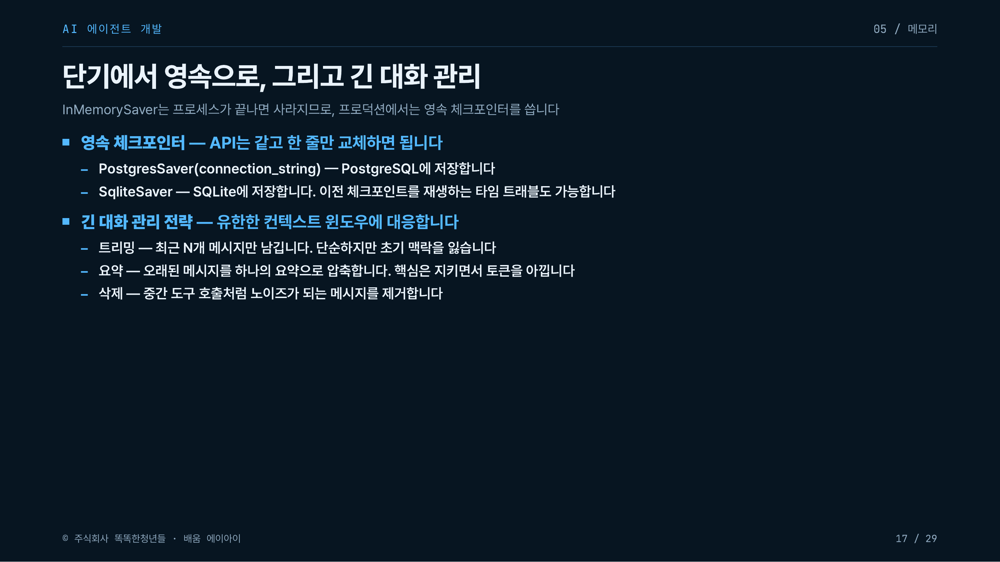 AI 에이전트 개발
05 / 메모리
단기에서 영속으로, 그리고 긴 대화 관리
InMemorySaver는 프로세스가 끝나면 사라지므로, 프로덕션에서는 영속 체크포인터를 씁니다
■ 영속 체크포인터 — API는 같고 한 줄만 교체하면 됩니다
– PostgresSaver(connection_string) — PostgreSQL에 저장합니다
– SqliteSaver — SQLite에 저장합니다. 이전 체크포인트를 재생하는 타임 트래블도 가능합니다
■ 긴 대화 관리 전략 — 유한한 컨텍스트 윈도우에 대응합니다
– 트리밍 — 최근 N개 메시지만 남깁니다. 단순하지만 초기 맥락을 잃습니다
– 요약 — 오래된 메시지를 하나의 요약으로 압축합니다. 핵심은 지키면서 토큰을 아낍니다
– 삭제 — 중간 도구 호출처럼 노이즈가 되는 메시지를 제거합니다
© 주식회사 똑똑한청년들 · 배움 에이아이
17 / 29